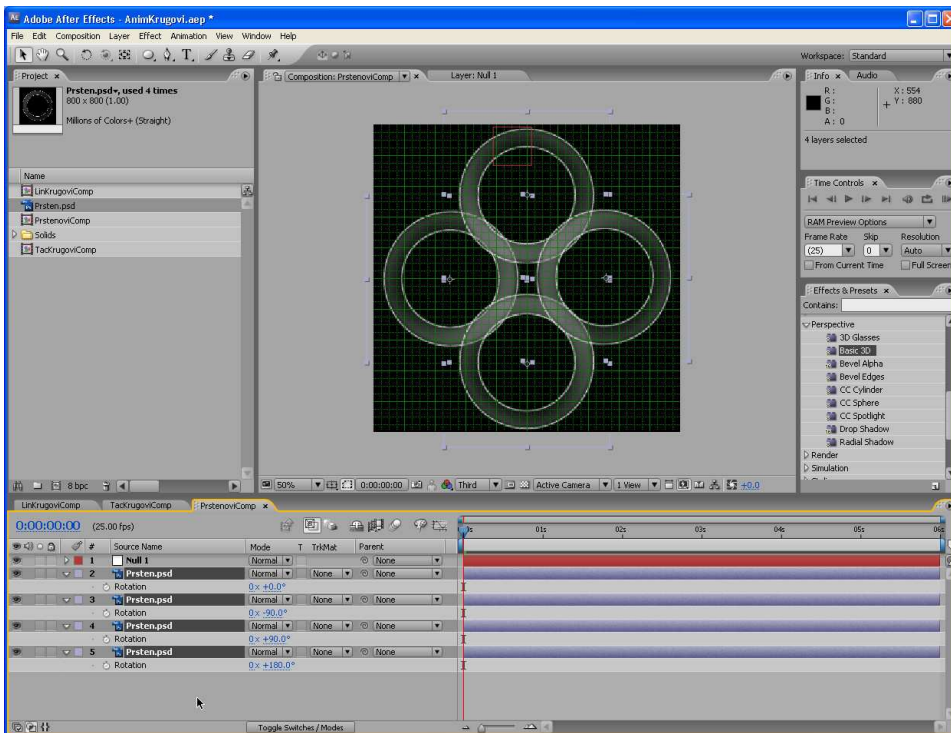 Adobe After Effects - AnimKrugovi.aep *
File Edit Composition Layer Effect Animation View Window Help
Workspace: Standard
Project
Prsten.psd, used 4 times
800 x 800 (1.00)
Millions of Colors+ (Straight)
Name
LinKrugoviComp
Prsten.psd
PrstenoviComp
Solids
TacKrugoviComp
8 bpc
Composition: PrstenoviComp
Layer: Null 1
50%
0:00:00:00
Third
Active Camera
1 View
+0.0
Info Audio
R :
G :
B :
A : 0
X : 554
Y : 880
4 layers selected
Time Controls
RAM Preview Options
Frame Rate Skip Resolution
(25) 0 Auto
From Current Time Full Screen
Effects & Presets
Contains:
Perspective
3D Glasses
Basic 3D
Bevel Alpha
Bevel Edges
CC Cylinder
CC Sphere
CC Spotlight
Drop Shadow
Radial Shadow
Render
Simulation
LinKrugoviComp TacKrugoviComp PrstenoviComp
0:00:00:00 (25.00 fps)
01s 02s 03s 04s 05s 06s
# Source Name Mode T TrkMat Parent
1 Null 1 Normal None
2 Prsten.psd Normal None None
Rotation 0 x +0.0°
3 Prsten.psd Normal None None
Rotation 0 x -90.0°
4 Prsten.psd Normal None None
Rotation 0 x +90.0°
5 Prsten.psd Normal None None
Rotation 0 x +180.0°
Toggle Switches / Modes